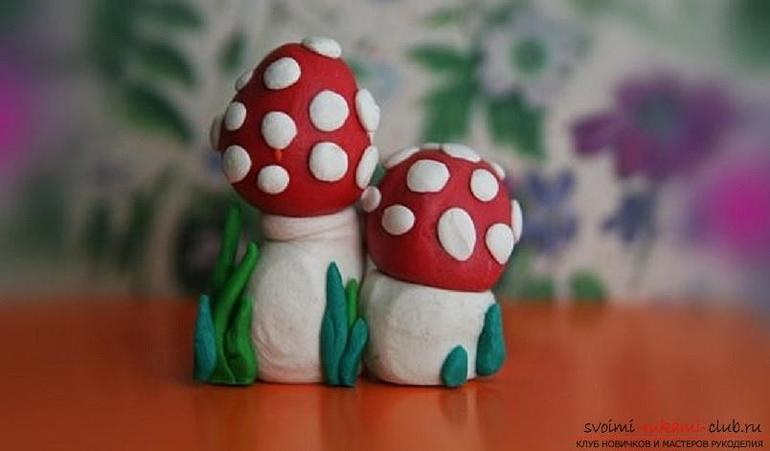 svoimi-rukami-club.ru
КЛУБ НОВИЧКОВ И МАСТЕРОВ РУКОДЕЛИЯ